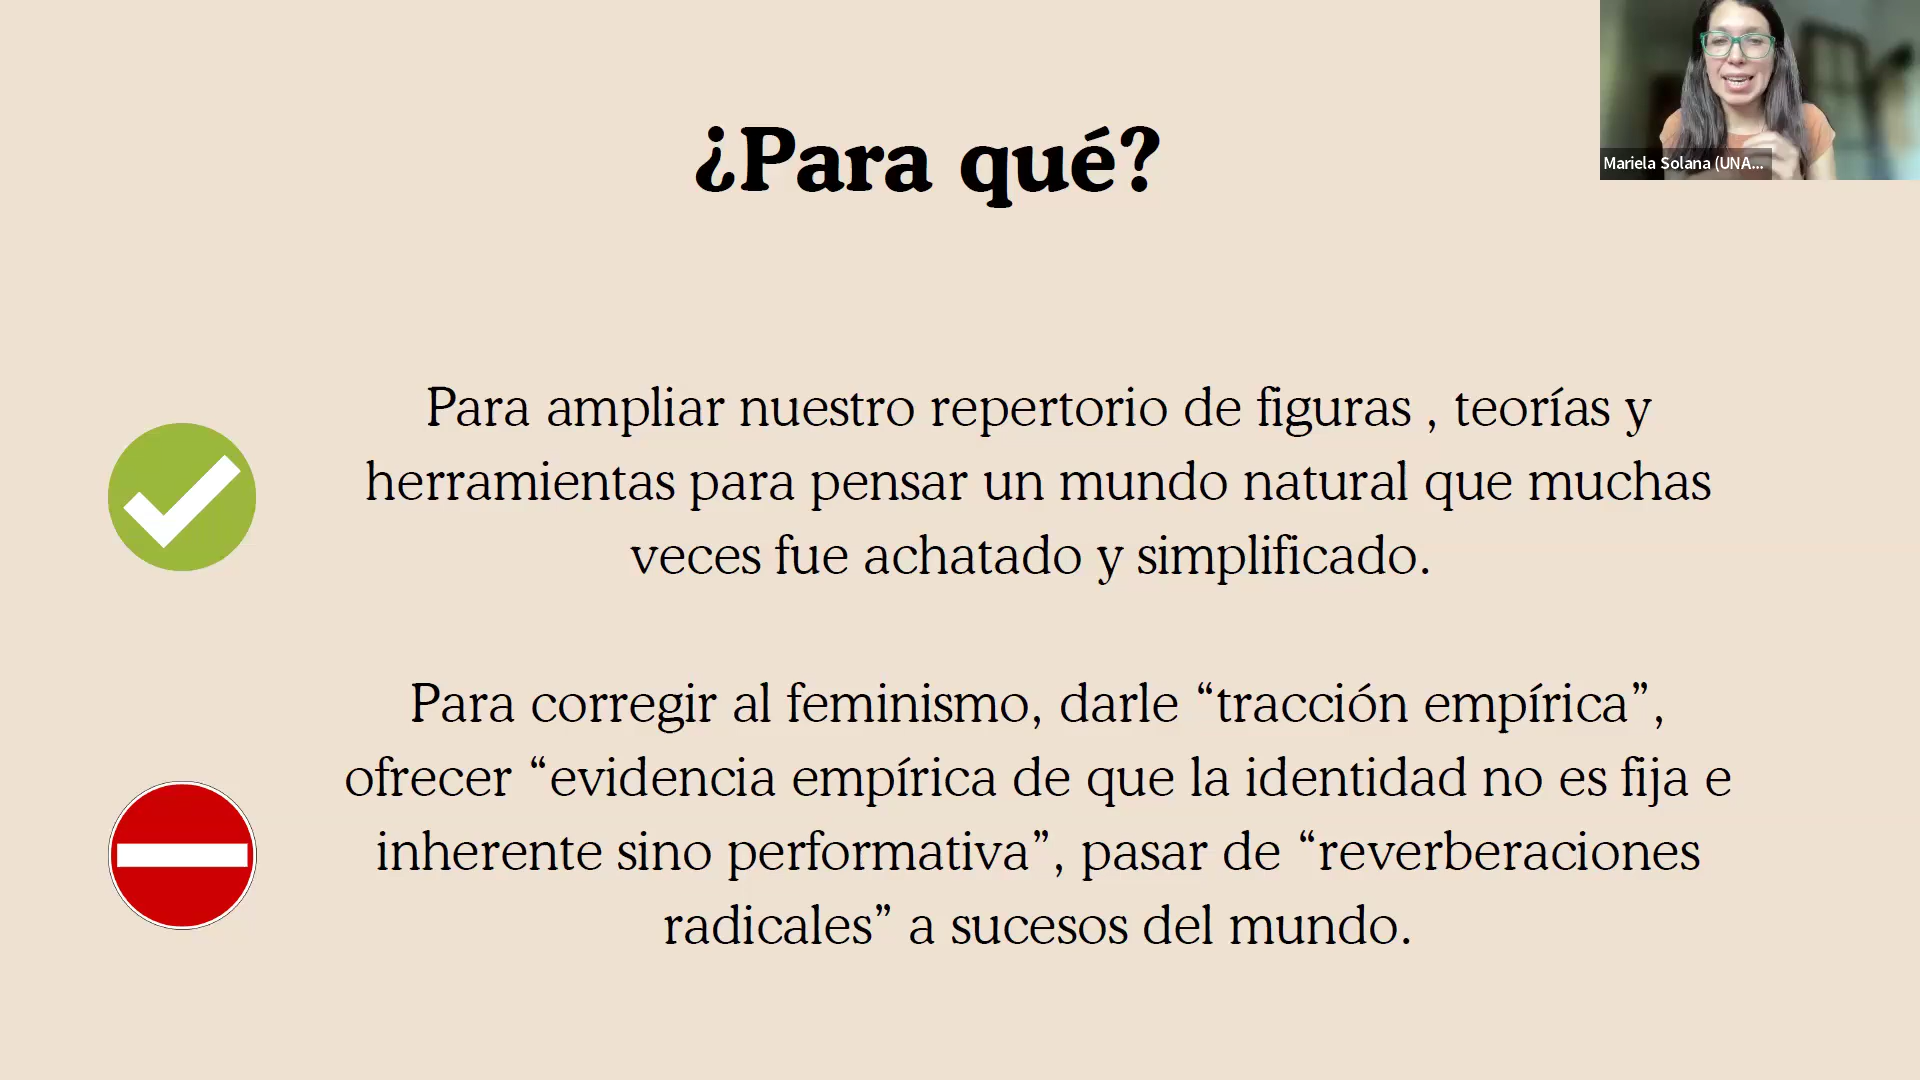 ¿Para qué?
Mariela Solana (UNA...
Para ampliar nuestro repertorio de figuras , teorías y
herramientas para pensar un mundo natural que muchas
veces fue achatado y simplificado.
Para corregir al feminismo, darle “tracción empírica”,
ofrecer “evidencia empírica de que la identidad no es fija e
inherente sino performativa”, pasar de “reverberaciones
radicales” a sucesos del mundo.